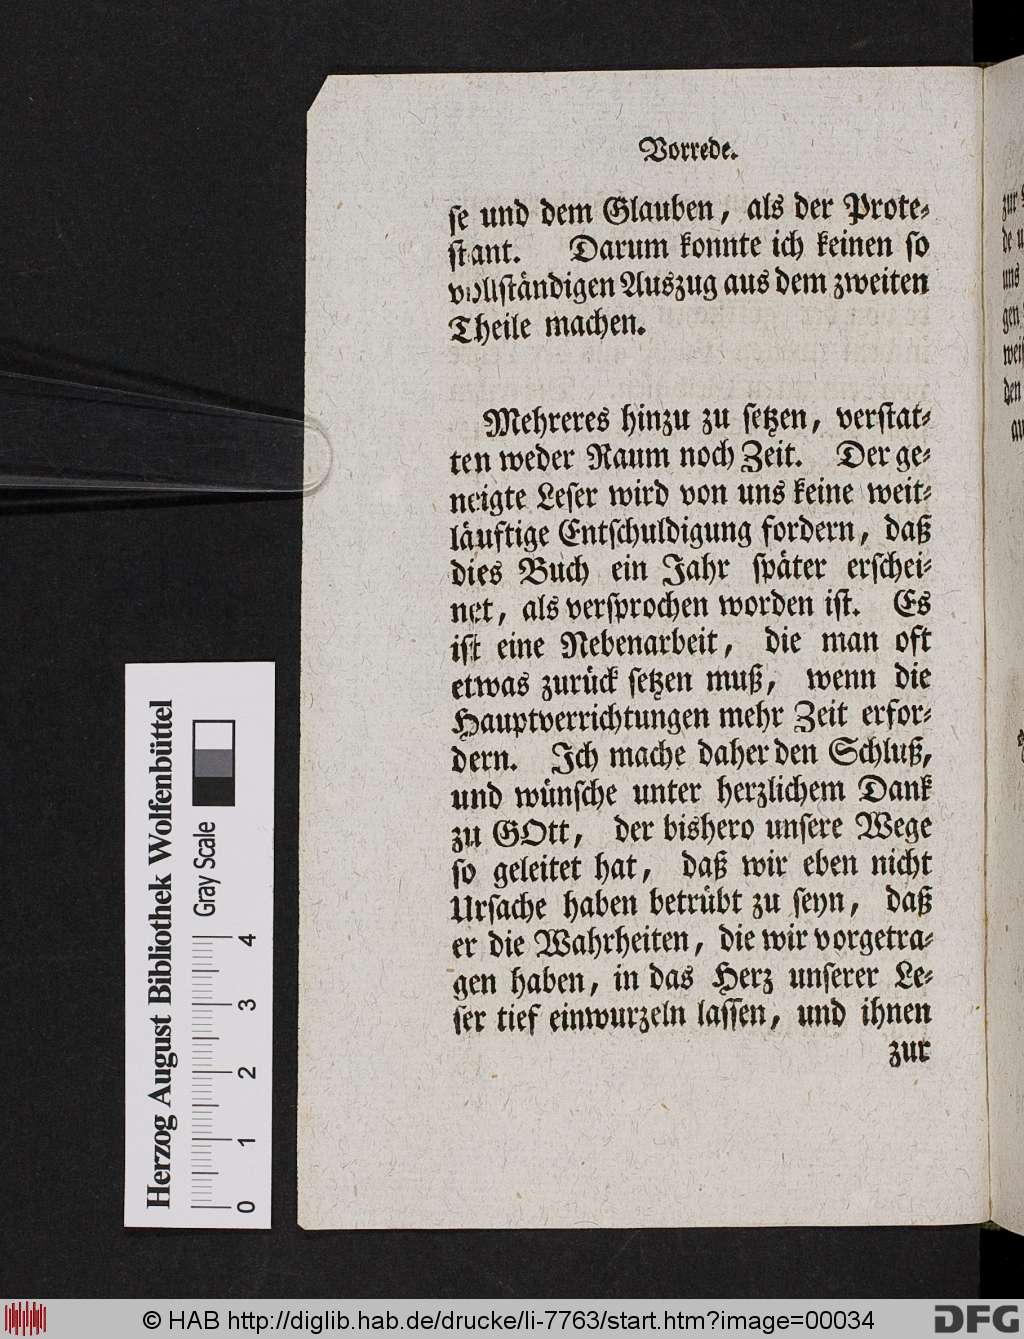 Vorrede.
ſe und dem Glauben, als der Prote⸗
ſtant. Darum konnte ich keinen ſo
vollſtändigen Auszug aus dem zweiten
Theile machen.
Mehreres hinzu zu ſetzen, verſtat⸗
ten weder Raum noch Zeit. Der ge⸗
neigte Leſer wird von uns keine weit⸗
läuftige Entſchuldigung fordern, daß
dies Buch ein Jahr ſpäter erſchei⸗
net, als verſprochen worden iſt. Es
iſt eine Nebenarbeit, die man oft
etwas zurück ſetzen muß, wenn die
Hauptverrichtungen mehr Zeit erfor⸗
dern. Ich mache daher den Schluß,
und wünſche unter herzlichem Dank
zu GOtt, der bishero unſere Wege
ſo geleitet hat, daß wir eben nicht
Urſache haben betrübt zu ſeyn, daß
er die Wahrheiten, die wir vorgetra⸗
gen haben, in das Herz unſerer Le⸗
ſer tief einwurzeln laſſen, und ihnen
zur
zur
de u
uns
gen
weiſ
den
au
Herzog August Bibliothek Wolfenbüttel
Gray Scale
0 1 2 3 4
© HAB http://diglib.hab.de/drucke/li-7763/start.htm?image=00034
DFG